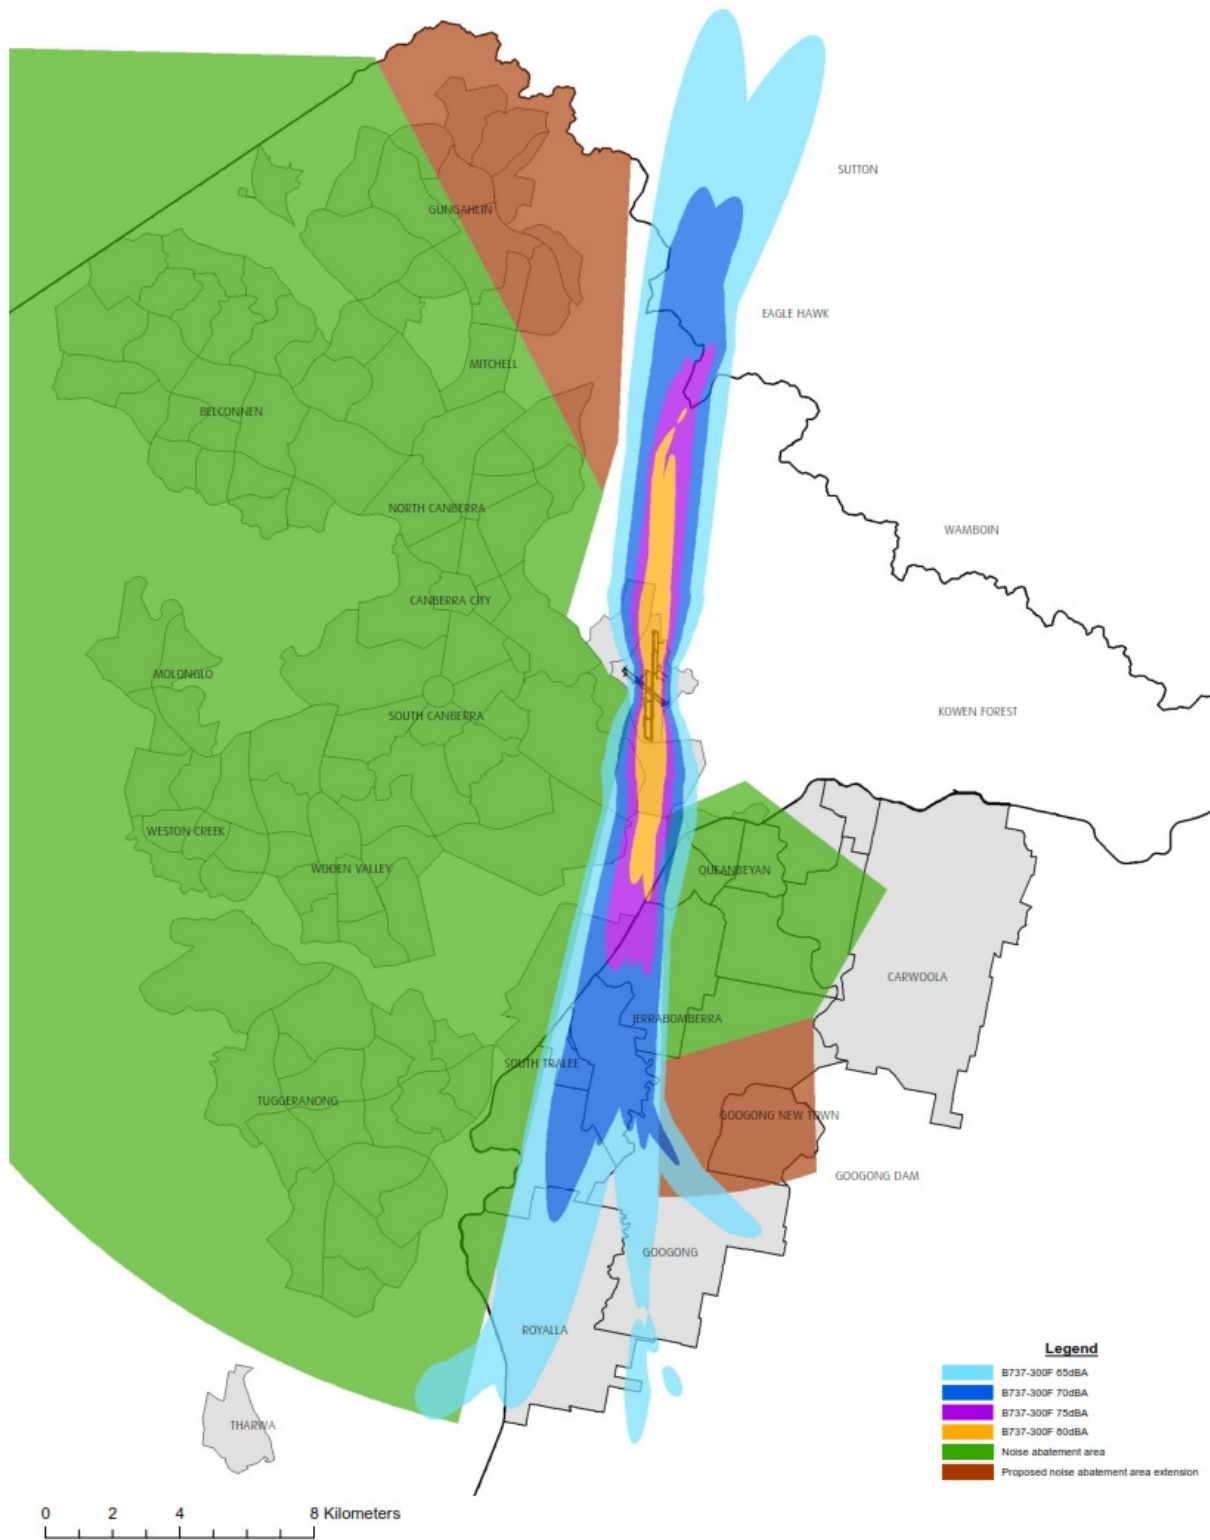 SUTTON
GUNGAHLIN
EAGLE HAWK
MITCHELL
BELCONNEN
NORTH CANBERRA
WAMBOIN
CANBERRA CITY
MOLONGLO
SOUTH CANBERRA
KOWEN FOREST
WESTON CREEK
WODEN VALLEY
QUEANBEYAN
CARWOOLA
JERRABOMBERRA
SOUTH TRALEE
TUGGERANONG
GOOGONG NEW TOWN
GOOGONG DAM
GOOGONG
ROYALLA
THARWA
Legend
B737-300F 65dBA
B737-300F 70dBA
B737-300F 75dBA
B737-300F 60dBA
Noise abatement area
Proposed noise abatement area extension
0 2 4 8 Kilometers